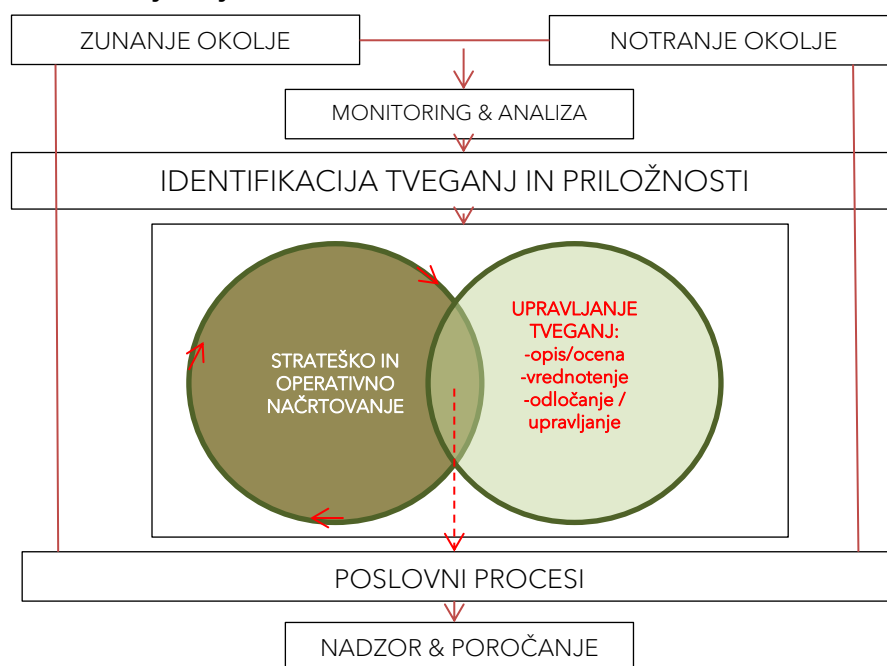 ZUNANJE OKOLJE
NOTRANJE OKOLJE
MONITORING & ANALIZA
IDENTIFIKACIJA TVEGANJ IN PRILOŽNOSTI
STRATEŠKO IN
OPERATIVNO
NAČRTOVANJE
UPRAVLJANJE
TVEGANJ:
-opis/ocena
-vrednotenje
-odločanje /
upravljanje
POSLOVNI PROCESI
NADZOR & POROČANJE